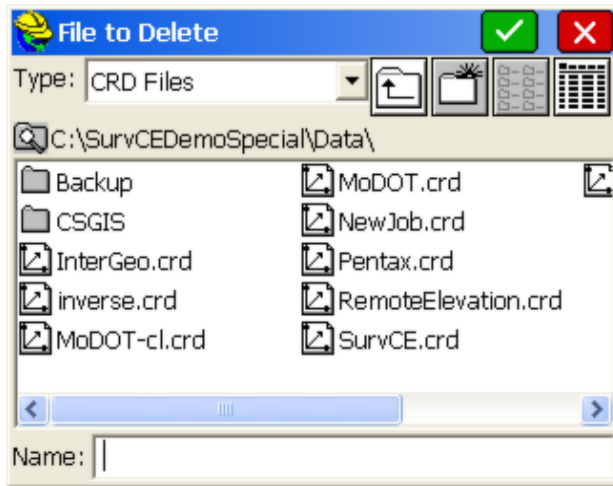 File to Delete
Type: CRD Files
C:\SurvCEDemoSpecial\Data\
Backup
CSGIS
InterGeo.crd
inverse.crd
MoDOT-cl.crd
MoDOT.crd
NewJob.crd
Pentax.crd
RemoteElevation.crd
SurvCE.crd
Name: